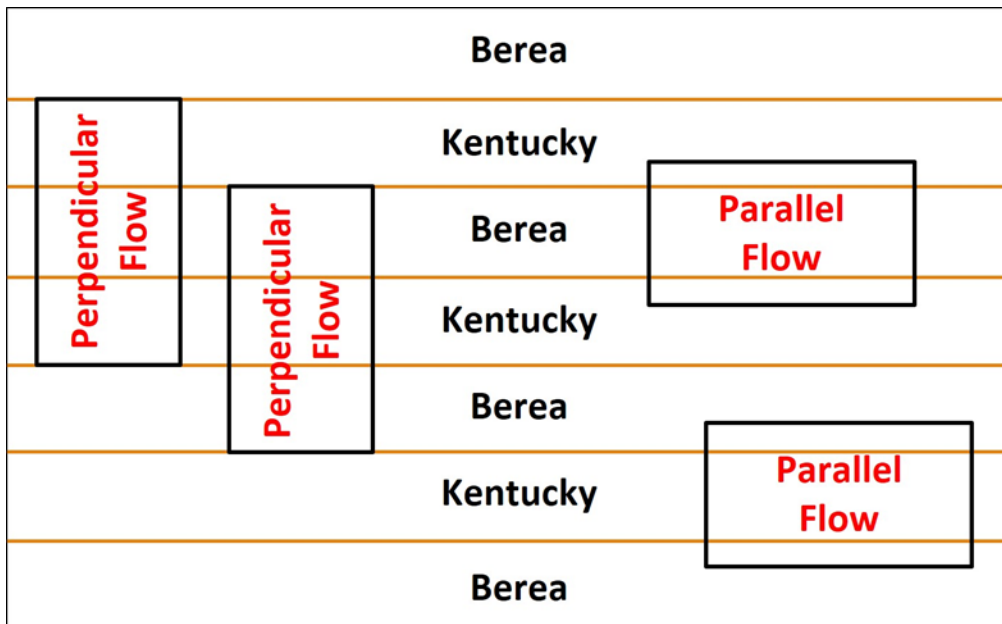 Berea
Kentucky
Perpendicular
Flow
Berea
Parallel
Flow
Perpendicular
Flow
Kentucky
Berea
Kentucky
Parallel
Flow
Berea